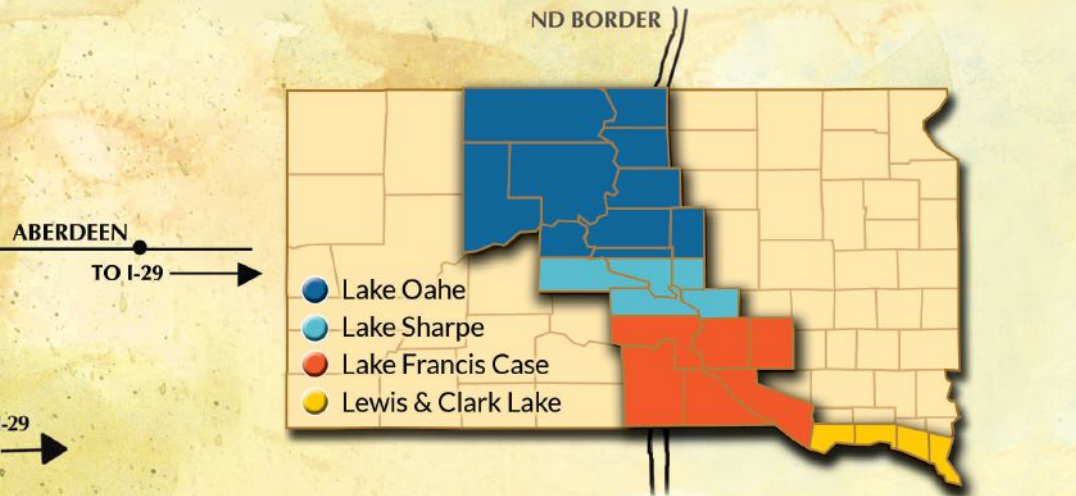 ND BORDER
ABERDEEN
TO I-29
Lake Oahe
Lake Sharpe
Lake Francis Case
Lewis & Clark Lake
-29